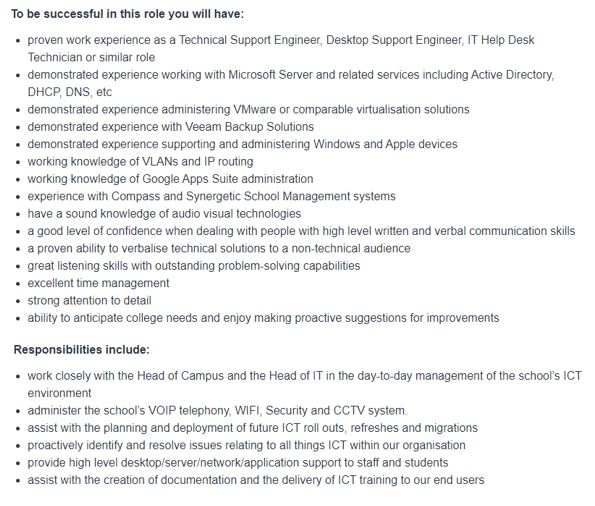 To be successful in this role you will have:
• proven work experience as a Technical Support Engineer, Desktop Support Engineer, IT Help Desk
Technician or similar role
• demonstrated experience working with Microsoft Server and related services including Active Directory,
DHCP, DNS, etc
• demonstrated experience administering VMware or comparable virtualisation solutions
• demonstrated experience with Veeam Backup Solutions
• demonstrated experience supporting and administering Windows and Apple devices
• working knowledge of VLANs and IP routing
• working knowledge of Google Apps Suite administration
• experience with Compass and Synergetic School Management systems
• have a sound knowledge of audio visual technologies
• a good level of confidence when dealing with people with high level written and verbal communication skills
• a proven ability to verbalise technical solutions to a non-technical audience
• great listening skills with outstanding problem-solving capabilities
• excellent time management
• strong attention to detail
• ability to anticipate college needs and enjoy making proactive suggestions for improvements
Responsibilities include:
• work closely with the Head of Campus and the Head of IT in the day-to-day management of the school's ICT
environment
• administer the school's VOIP telephony, WIFI, Security and CCTV system.
• assist with the planning and deployment of future ICT roll outs, refreshes and migrations
• proactively identify and resolve issues relating to all things ICT within our organisation
• provide high level desktop/server/network/application support to staff and students
• assist with the creation of documentation and the delivery of ICT training to our end users